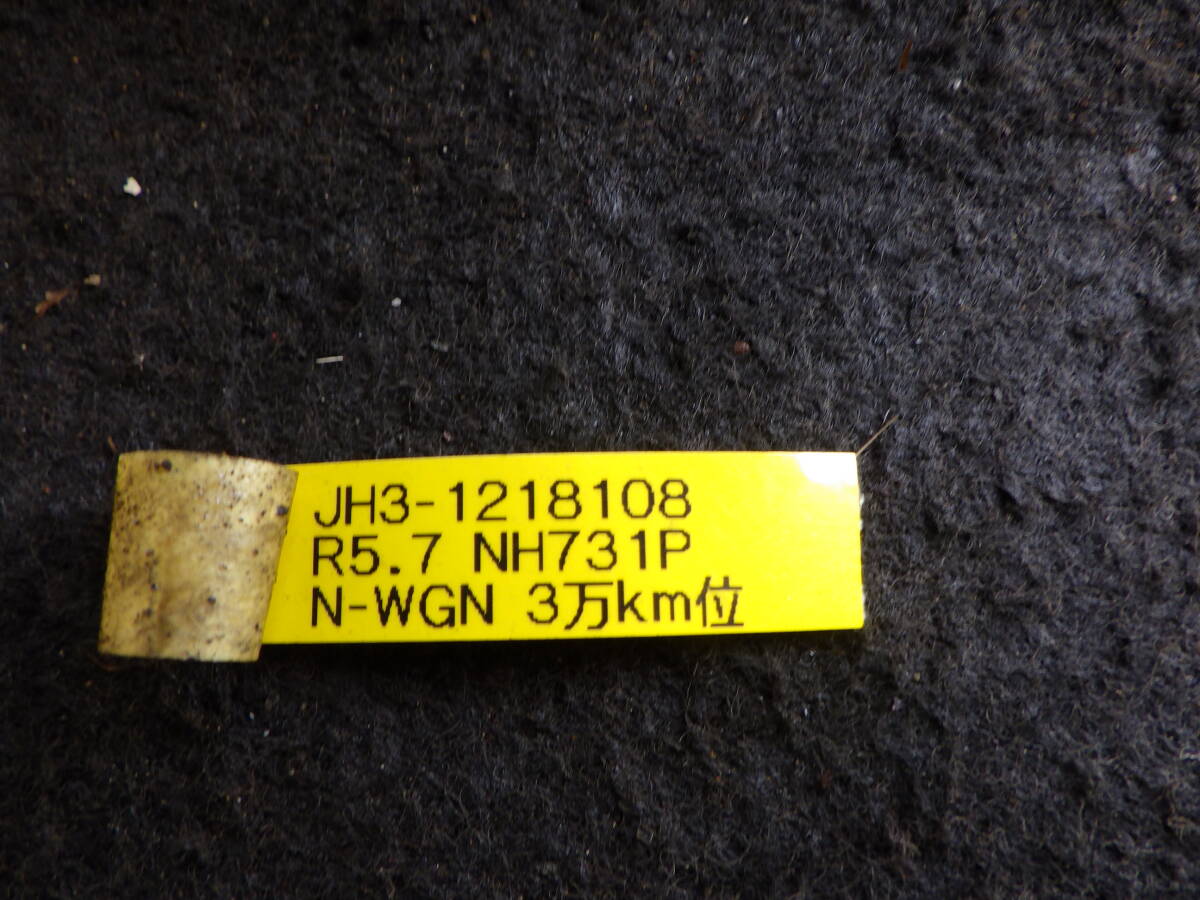 JH3-1218108
R5.7 NH731P
N-WGN 3万km位